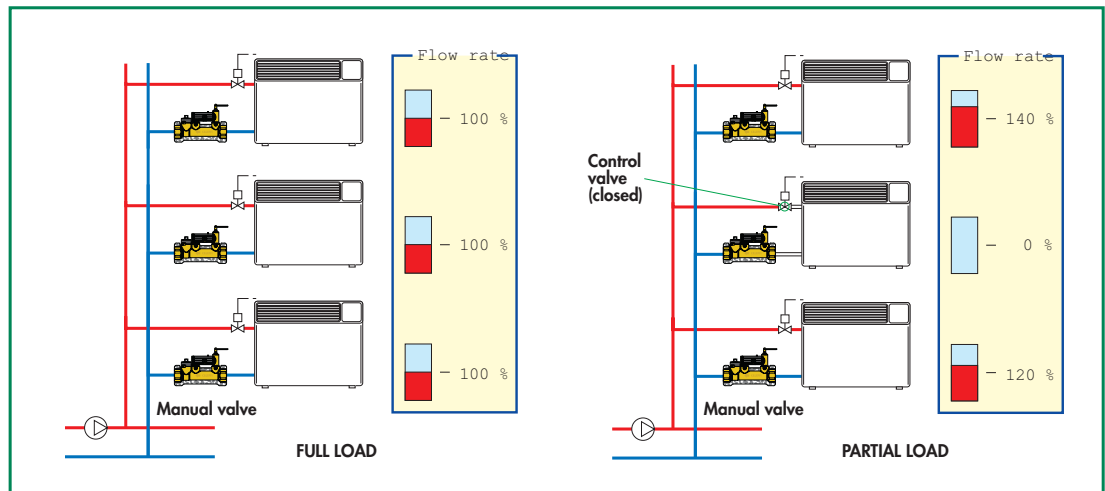 Flow rate
100 %
100 %
100 %
Manual valve
FULL LOAD
Flow rate
140 %
Control
valve
(closed)
0 %
120 %
Manual valve
PARTIAL LOAD